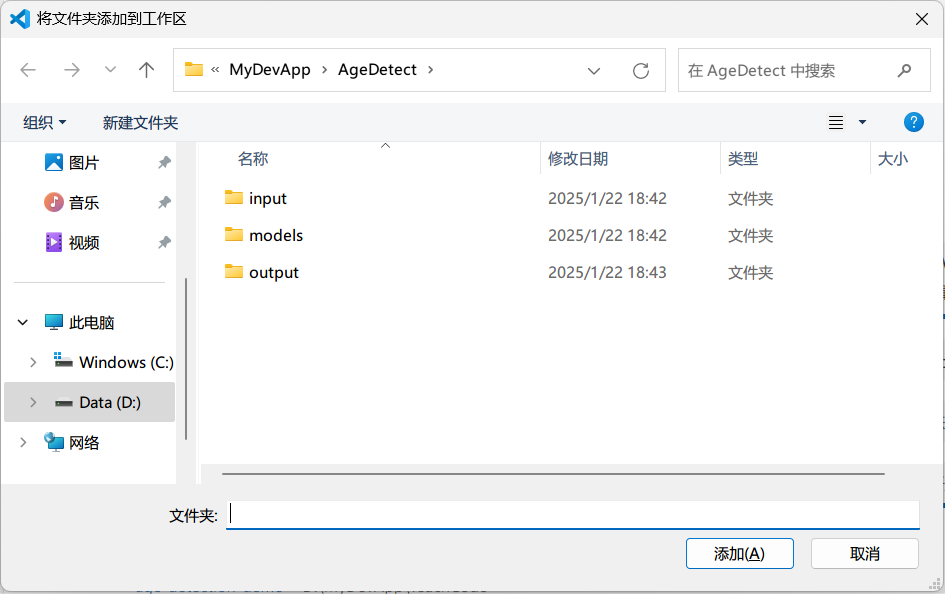 将文件夹添加到工作区
« MyDevApp › AgeDetect ›
在 AgeDetect 中搜索
组织
新建文件夹
?
图片
音乐
视频
此电脑
Windows (C:)
Data (D:)
网络
名称 修改日期 类型 大小
input 2025/1/22 18:42 文件夹
models 2025/1/22 18:42 文件夹
output 2025/1/22 18:43 文件夹
文件夹:
添加(A) 取消